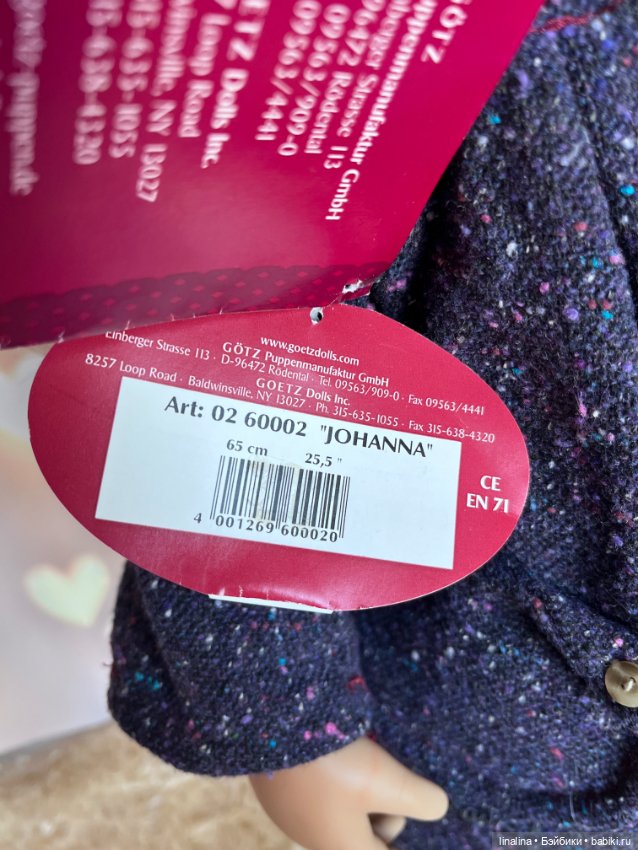 GÖTZ
Puppenmanufaktur GmbH
Strasse 113
96472 Rödental
09563/909-0
09563/4441
GOETZ Dolls Inc.
Loop Road
NY 13027
315-635-1055
315-638-4320
www.goetzdolls.com
GÖTZ Puppenmanufaktur GmbH
Einberger Strasse 113 · D-96472 Rödental · Tel. 09563/909-0 · Fax 09563/4441
GOETZ Dolls Inc.
8257 Loop Road · Baldwinsville, NY 13027 · Ph. 315-635-1055 · Fax 315-638-4320
Art: 02 60002 "JOHANNA"
65 cm 25,5 "
4 001269 600020
CE
EN 71
linalina • Бэйбики • babiki.ru